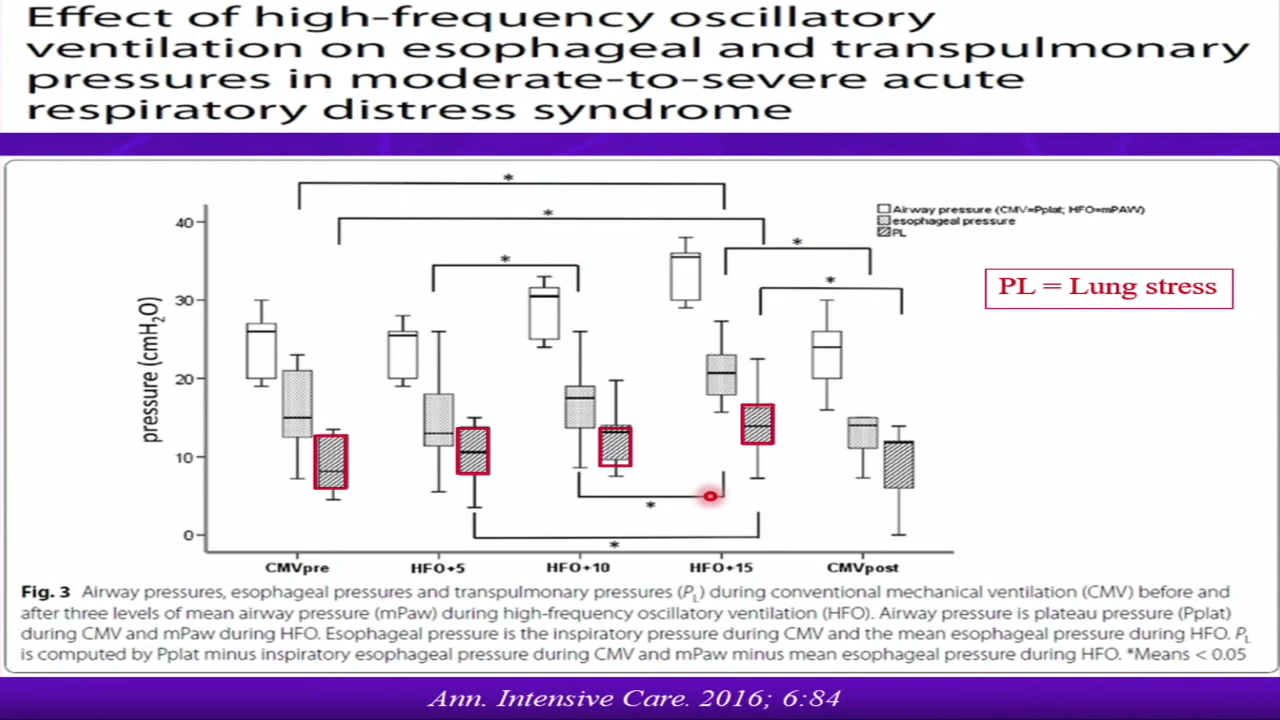 Effect of high-frequency oscillatory
ventilation on esophageal and transpulmonary
pressures in moderate-to-severe acute
respiratory distress syndrome
Airway pressure (CMV=Pplat; HFO=mPAW)
esophageal pressure
PL
PL = Lung stress
pressure (cmH2O)
40
30
20
10
0
*
*
*
*
*
*
*
CMVpre
HFO+5
HFO+10
HFO+15
CMVpost
Fig. 3 Airway pressures, esophageal pressures and transpulmonary pressures (PL) during conventional mechanical ventilation (CMV) before and
after three levels of mean airway pressure (mPaw) during high-frequency oscillatory ventilation (HFO). Airway pressure is plateau pressure (Pplat)
during CMV and mPaw during HFO. Esophageal pressure is the inspiratory pressure during CMV and the mean esophageal pressure during HFO. PL
is computed by Pplat minus inspiratory esophageal pressure during CMV and mPaw minus mean esophageal pressure during HFO. *Means < 0.05
Ann. Intensive Care. 2016; 6:84